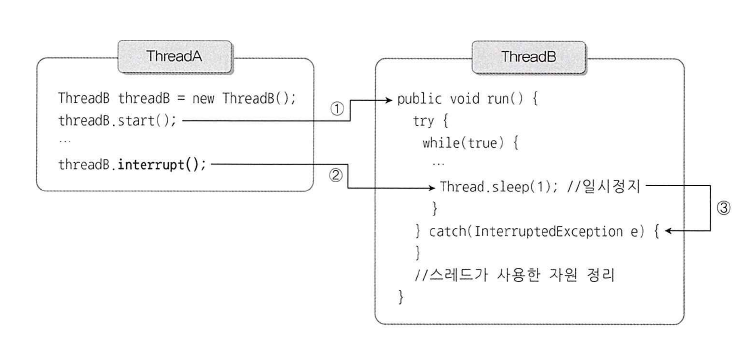 ThreadA
ThreadB threadB = new ThreadB();
threadB.start();
...
threadB.interrupt();
①
②
ThreadB
public void run() {
try {
while(true) {
...
Thread.sleep(1); //일시정지
}
} catch(InterruptedException e) {
}
//스레드가 사용한 자원 정리
}
③